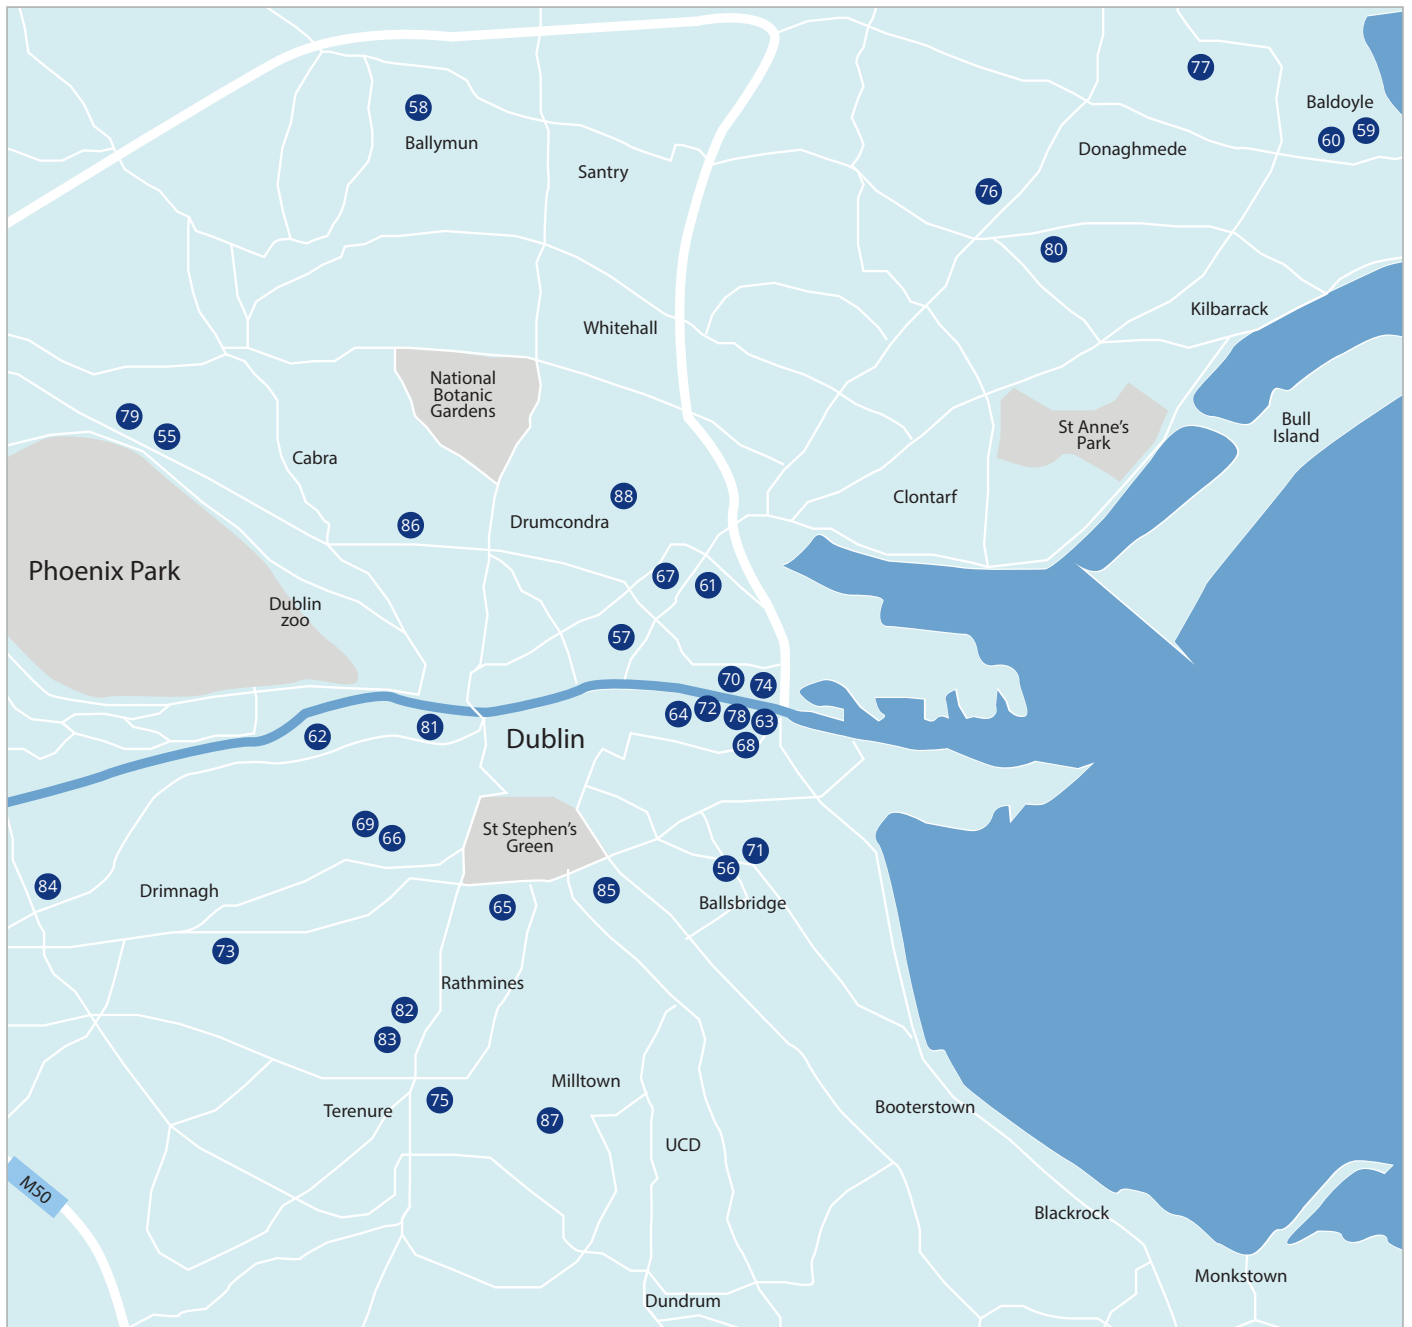 77
Baldoyle
58
59
60
Ballymun
Donaghmede
Santry
76
80
Kilbarrack
Whitehall
National
Botanic
Gardens
79
55
St Anne's
Park
Bull
Island
Cabra
88
Clontarf
86
Drumcondra
Phoenix Park
67
61
Dublin
zoo
57
70
74
64
72
78
63
62
81
Dublin
68
69
66
St Stephen's
Green
71
56
84
Drimnagh
85
65
Ballsbridge
73
Rathmines
82
83
Milltown
75
Terenure
87
Booterstown
UCD
M50
Blackrock
Monkstown
Dundrum